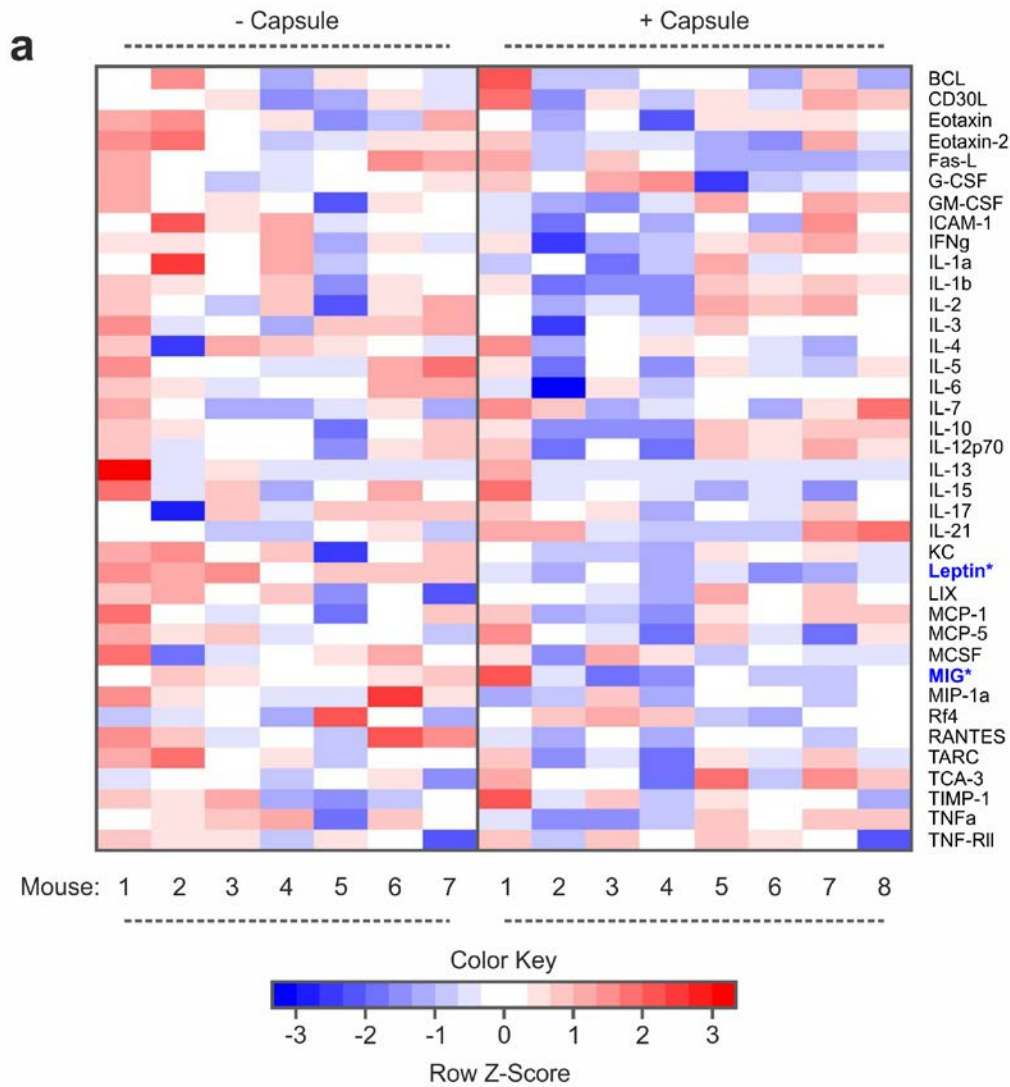 a
- Capsule + Capsule
BCL
CD30L
Eotaxin
Eotaxin-2
Fas-L
G-CSF
GM-CSF
ICAM-1
IFNg
IL-1a
IL-1b
IL-2
IL-3
IL-4
IL-5
IL-6
IL-7
IL-10
IL-12p70
IL-13
IL-15
IL-17
IL-21
KC
Leptin*
LIX
MCP-1
MCP-5
MCSF
MIG*
MIP-1a
Rf4
RANTES
TARC
TCA-3
TIMP-1
TNFa
TNF-RII
Mouse: 1 2 3 4 5 6 7 1 2 3 4 5 6 7 8
Color Key
-3 -2 -1 0 1 2 3
Row Z-Score